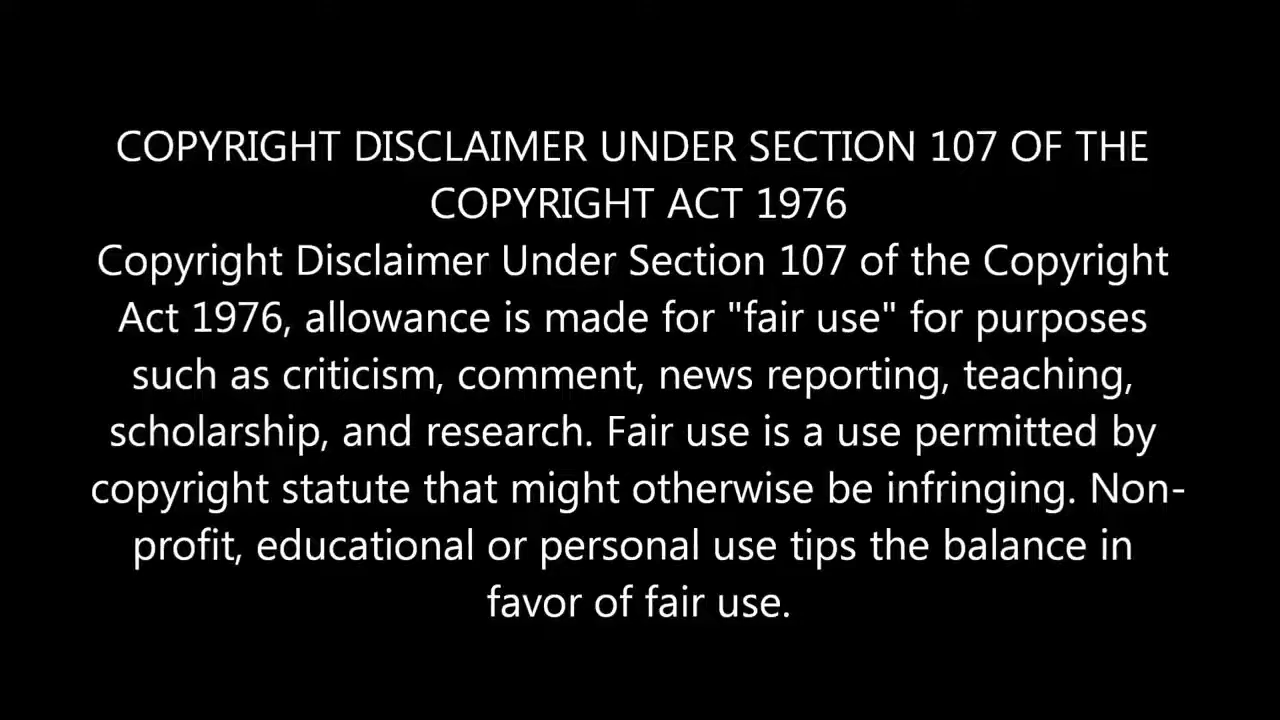 COPYRIGHT DISCLAIMER UNDER SECTION 107 OF THE
COPYRIGHT ACT 1976
Copyright Disclaimer Under Section 107 of the Copyright
Act 1976, allowance is made for "fair use" for purposes
such as criticism, comment, news reporting, teaching,
scholarship, and research. Fair use is a use permitted by
copyright statute that might otherwise be infringing. Non-
profit, educational or personal use tips the balance in
favor of fair use.